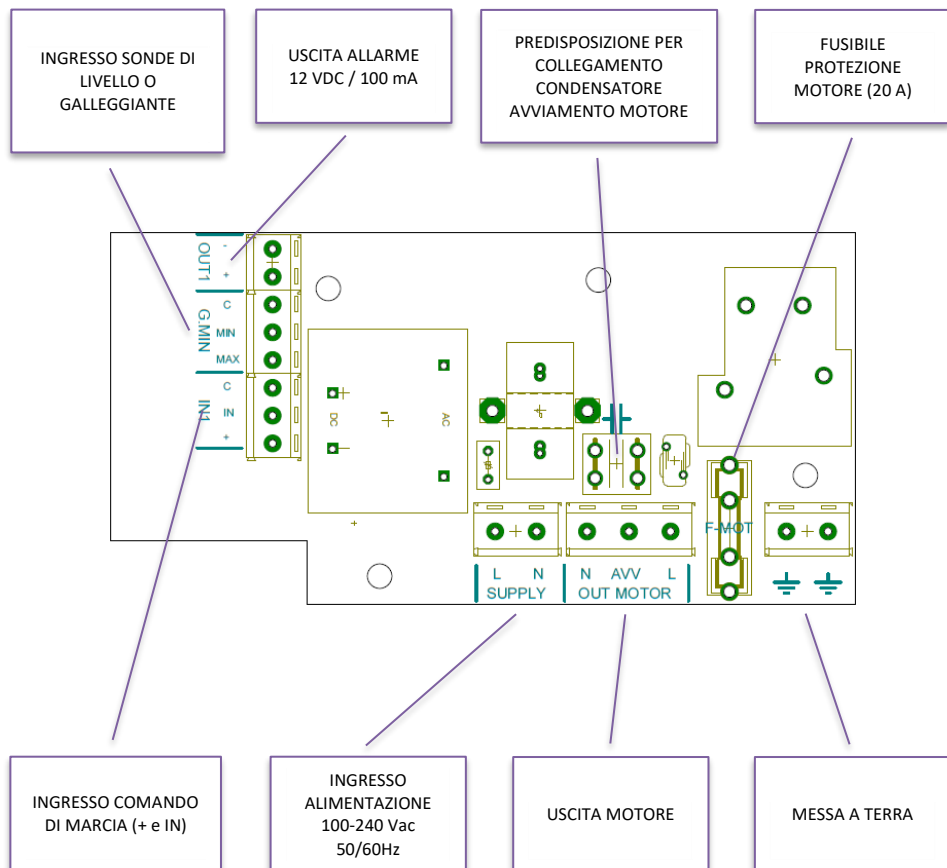 INGRESSO SONDE DI
LIVELLO O
GALLEGGIANTE
USCITA ALLARME
12 VDC / 100 mA
PREDISPOSIZIONE PER
COLLEGAMENTO
CONDENSATORE
AVVIAMENTO MOTORE
FUSIBILE
PROTEZIONE
MOTORE (20 A)
OUT1
-
+
G.MIN
C
MIN
MAX
IN1
C
IN
+
DC
AC
F-MOT
L N
SUPPLY
N AVV L
OUT MOTOR
INGRESSO COMANDO
DI MARCIA (+ e IN)
INGRESSO
ALIMENTAZIONE
100-240 Vac
50/60Hz
USCITA MOTORE
MESSA A TERRA